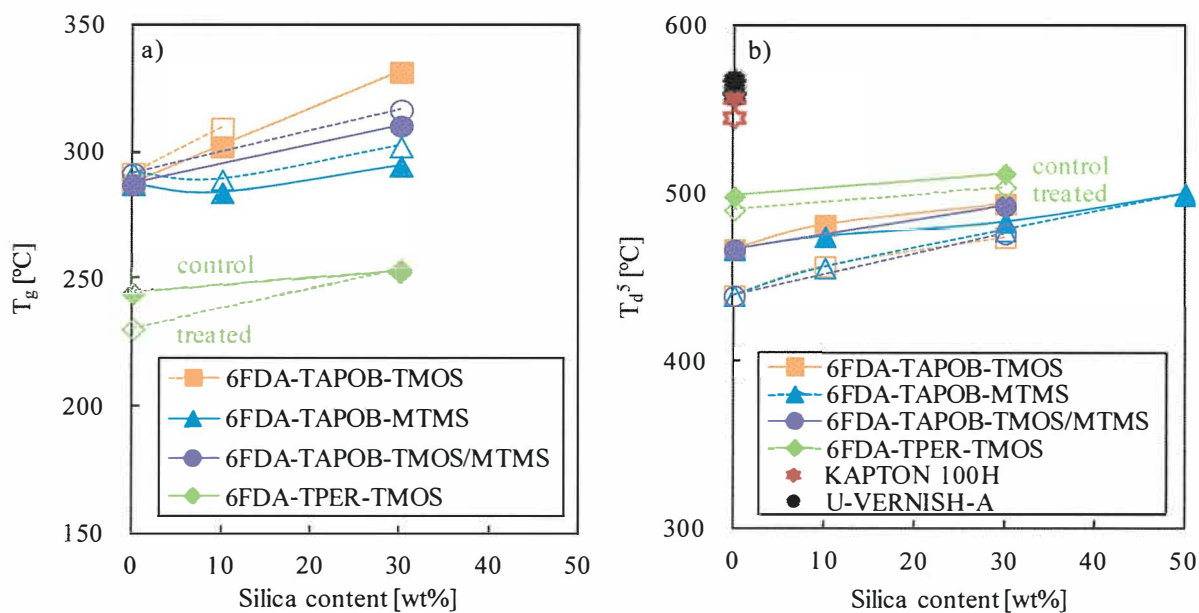 a)
350
300
250
200
150
T_g [ºC]
control
treated
6FDA-TAPOB-TMOS
6FDA-TAPOB-MTMS
6FDA-TAPOB-TMOS/MTMS
6FDA-TPER-TMOS
0 10 20 30 40 50
Silica content [wt%]
b)
600
500
400
300
T_d^5 [ºC]
control
treated
6FDA-TAPOB-TMOS
6FDA-TAPOB-MTMS
6FDA-TAPOB-TMOS/MTMS
6FDA-TPER-TMOS
KAPTON 100H
U-VERNISH-A
0 10 20 30 40 50
Silica content [wt%]